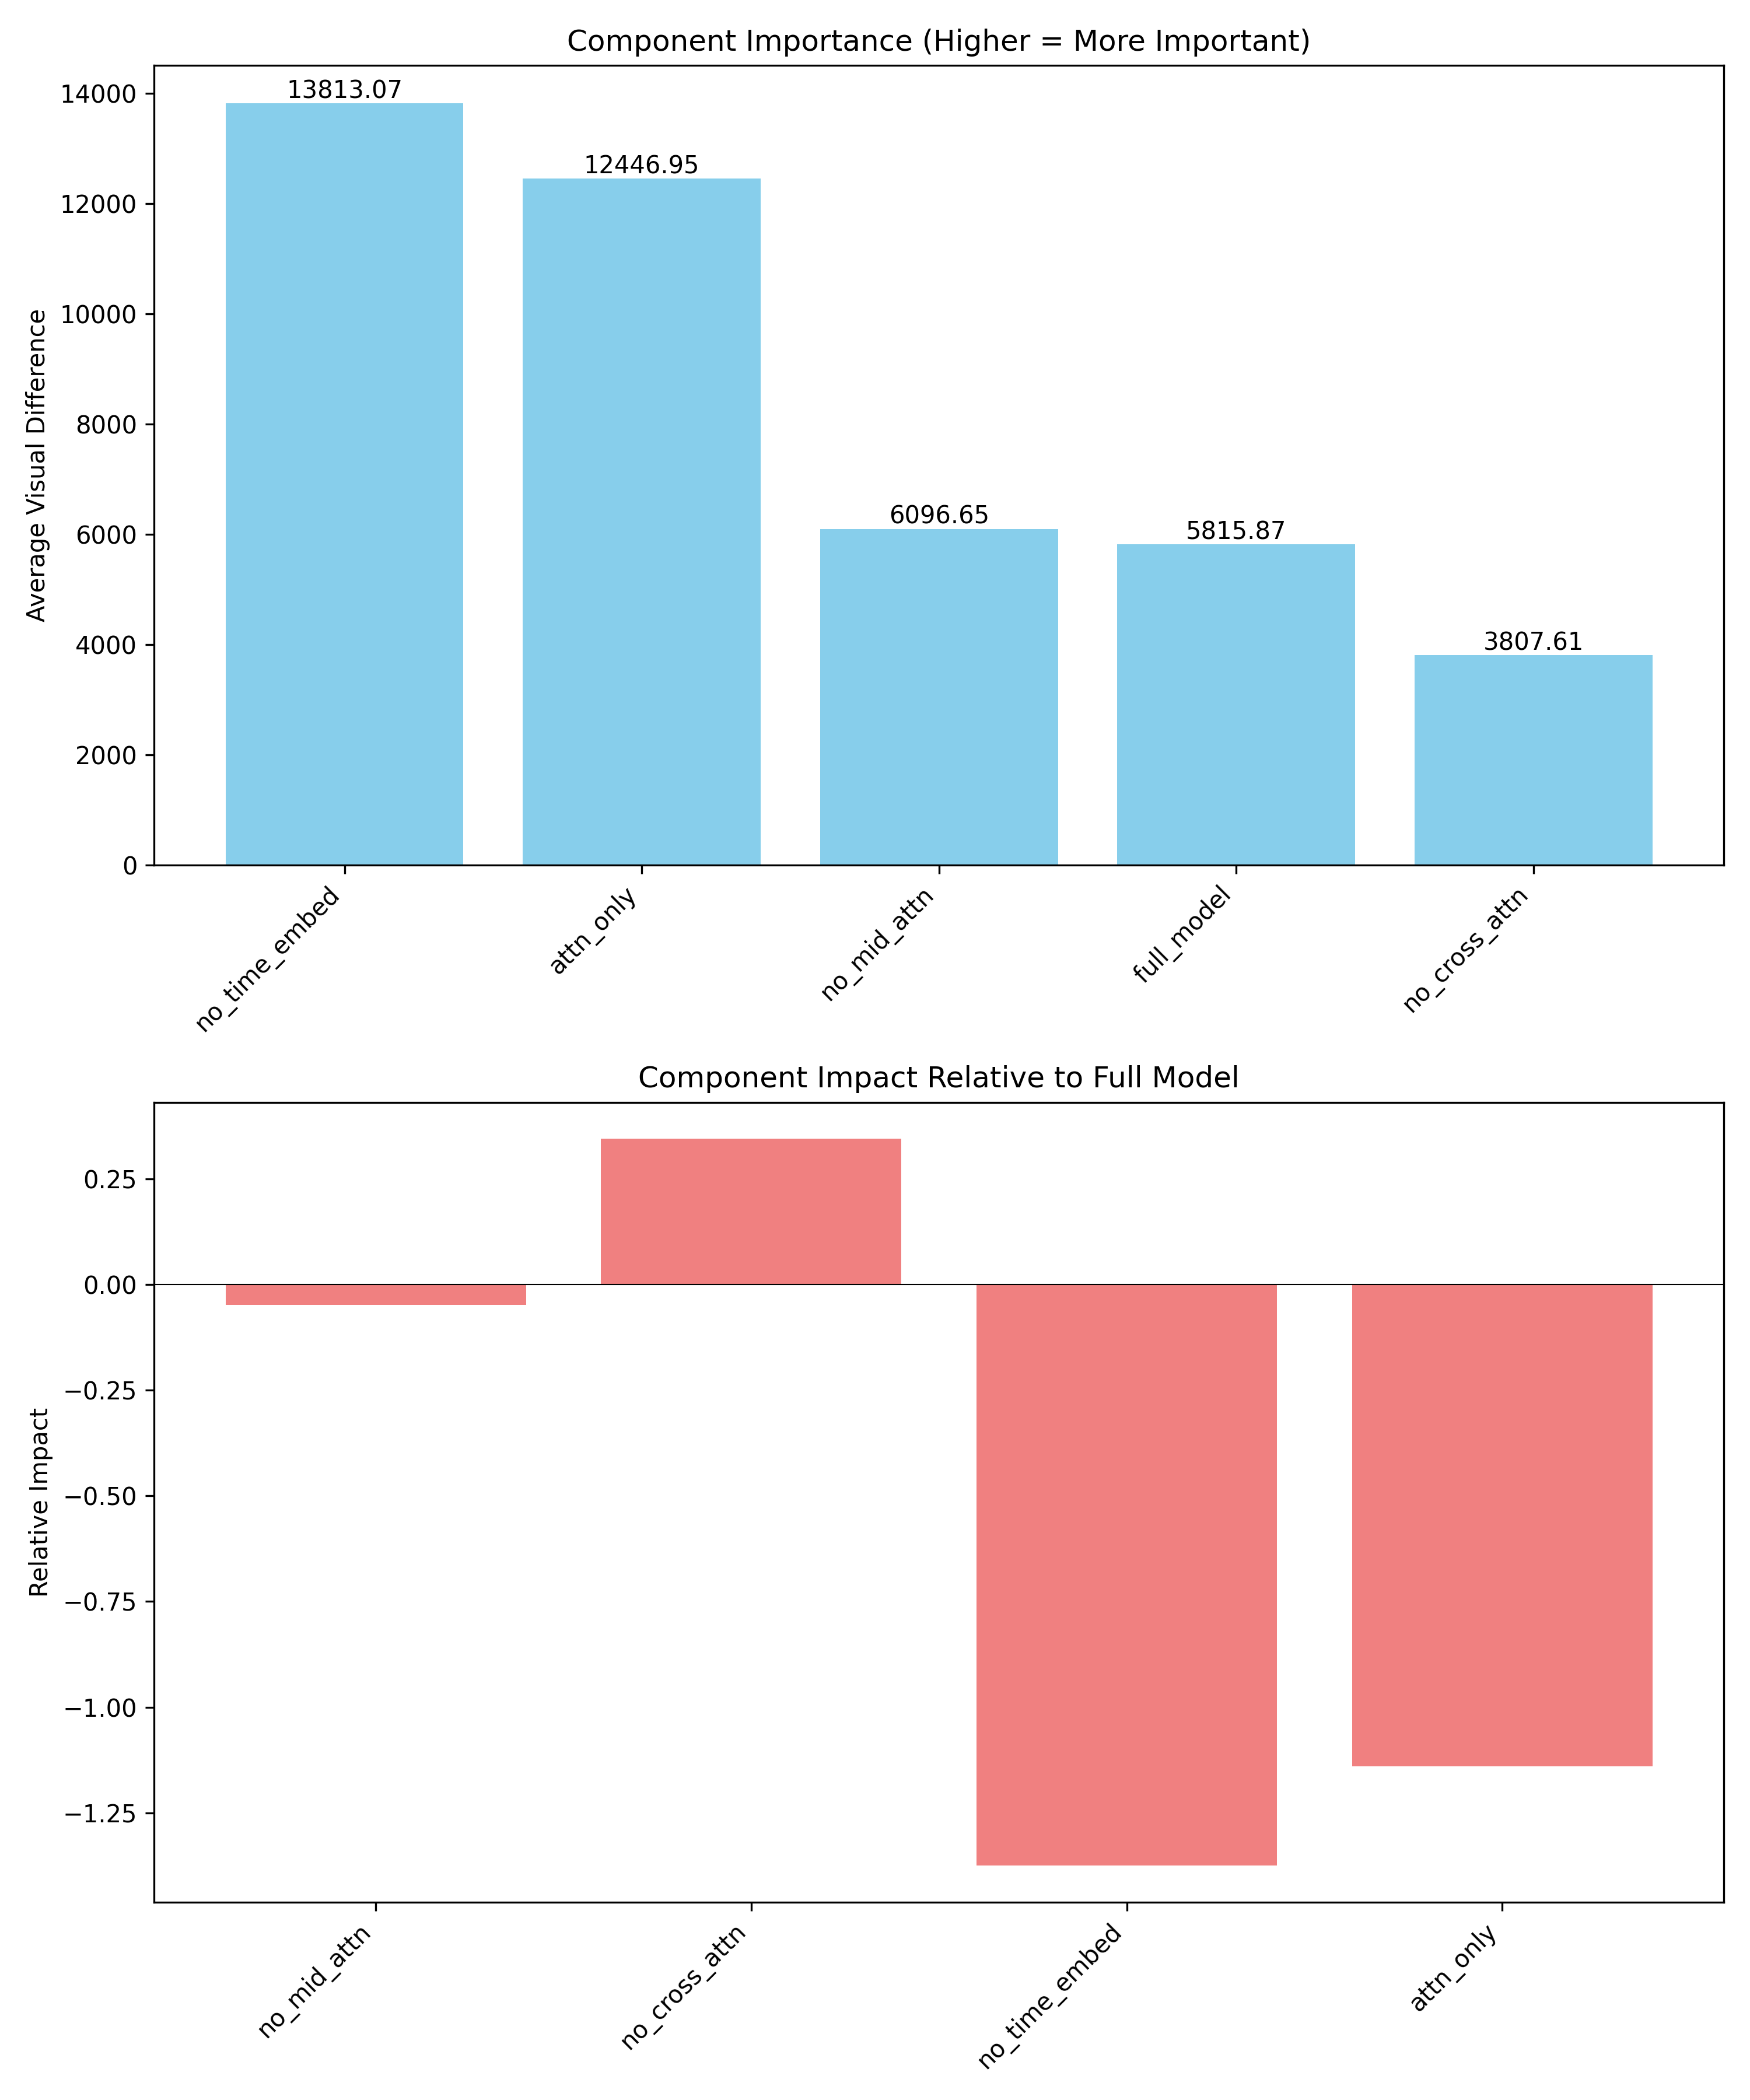 Component Importance (Higher = More Important)
Average Visual Difference
14000
12000
10000
8000
6000
4000
2000
0
13813.07
12446.95
6096.65
5815.87
3807.61
no_time_embed
attn_only
no_mid_attn
full_model
no_cross_attn
Component Impact Relative to Full Model
Relative Impact
0.25
0.00
−0.25
−0.50
−0.75
−1.00
−1.25
no_mid_attn
no_cross_attn
no_time_embed
attn_only